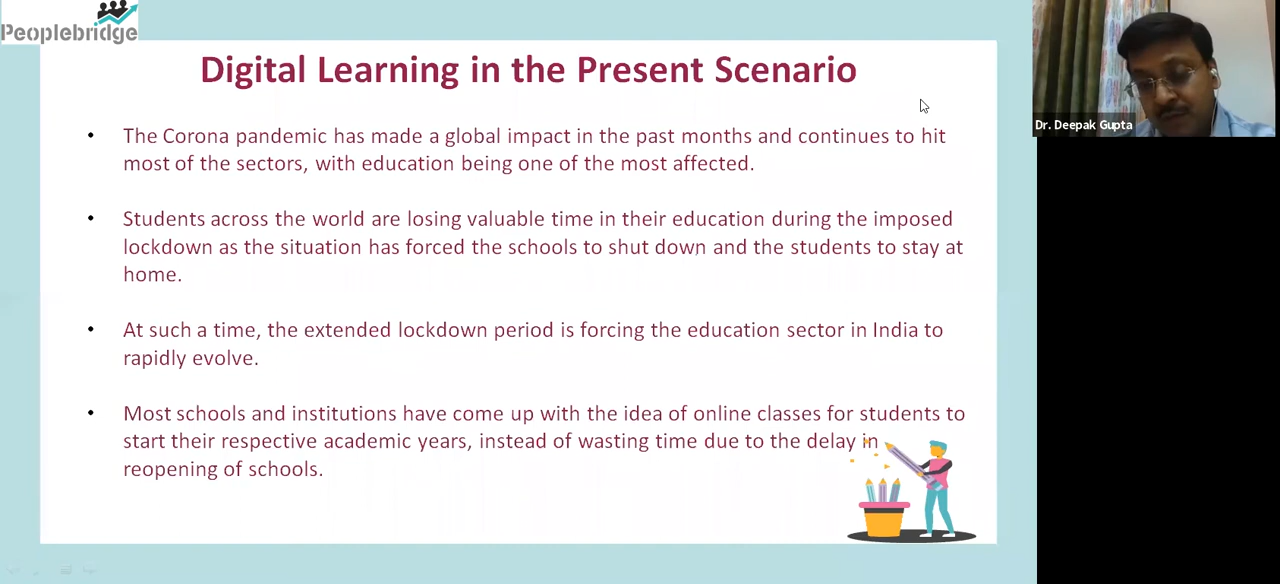 Peoplebridge
Digital Learning in the Present Scenario
• The Corona pandemic has made a global impact in the past months and continues to hit
most of the sectors, with education being one of the most affected.
• Students across the world are losing valuable time in their education during the imposed
lockdown as the situation has forced the schools to shut down and the students to stay at
home.
• At such a time, the extended lockdown period is forcing the education sector in India to
rapidly evolve.
• Most schools and institutions have come up with the idea of online classes for students to
start their respective academic years, instead of wasting time due to the delay in
reopening of schools.
Dr. Deepak Gupta